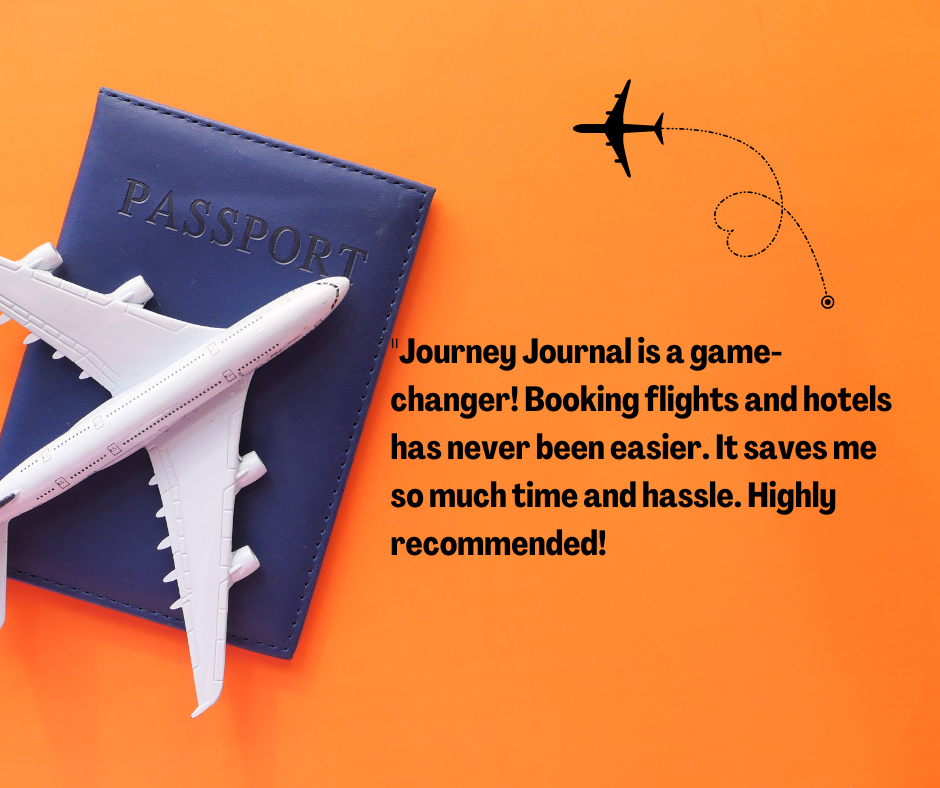 PASSPORT
"Journey Journal is a game-
changer! Booking flights and hotels
has never been easier. It saves me
so much time and hassle. Highly
recommended!